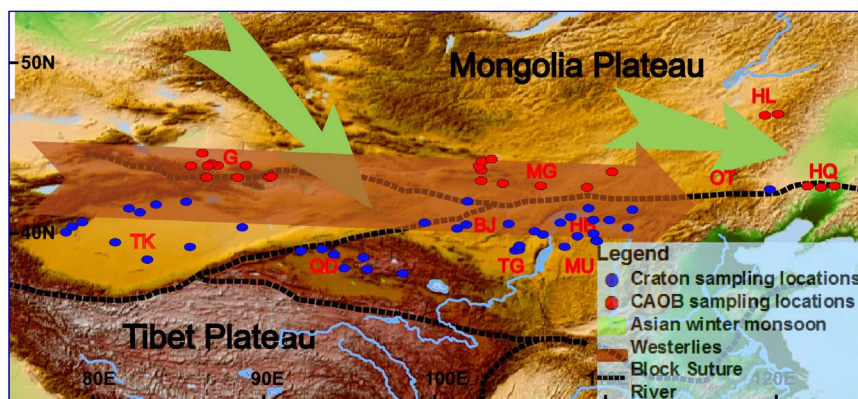 50N
Mongolia Plateau
HL
G
MG
OT
HQ
40N
TK
BJ
HB
QD
TG
MU
Legend
Craton sampling locations
CAOB sampling locations
Asian winter monsoon
Westerlies
Block Suture
River
Tibet Plateau
80E
90E
100E
120E